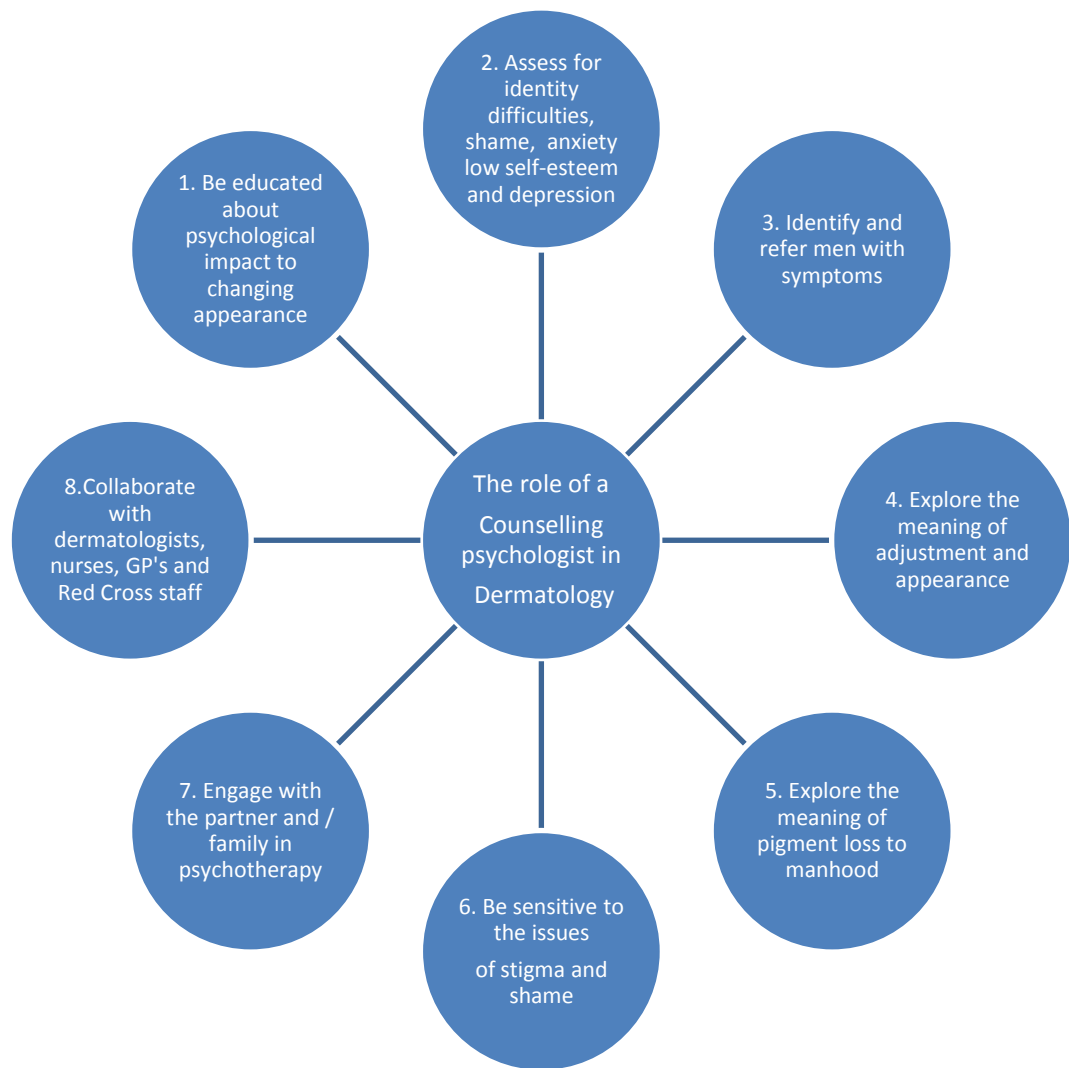 1. Be educated
about
psychological
impact to
changing
appearance
2. Assess for
identity
difficulties,
shame, anxiety
low self-esteem
and depression
3. Identify and
refer men with
symptoms
4. Explore the
meaning of
adjustment and
appearance
5. Explore the
meaning of
pigment loss to
manhood
6. Be sensitive to
the issues
of stigma and
shame
7. Engage with
the partner and /
family in
psychotherapy
8.Collaborate
with
dermatologists,
nurses, GP's and
Red Cross staff
The role of a
Counselling
psychologist in
Dermatology